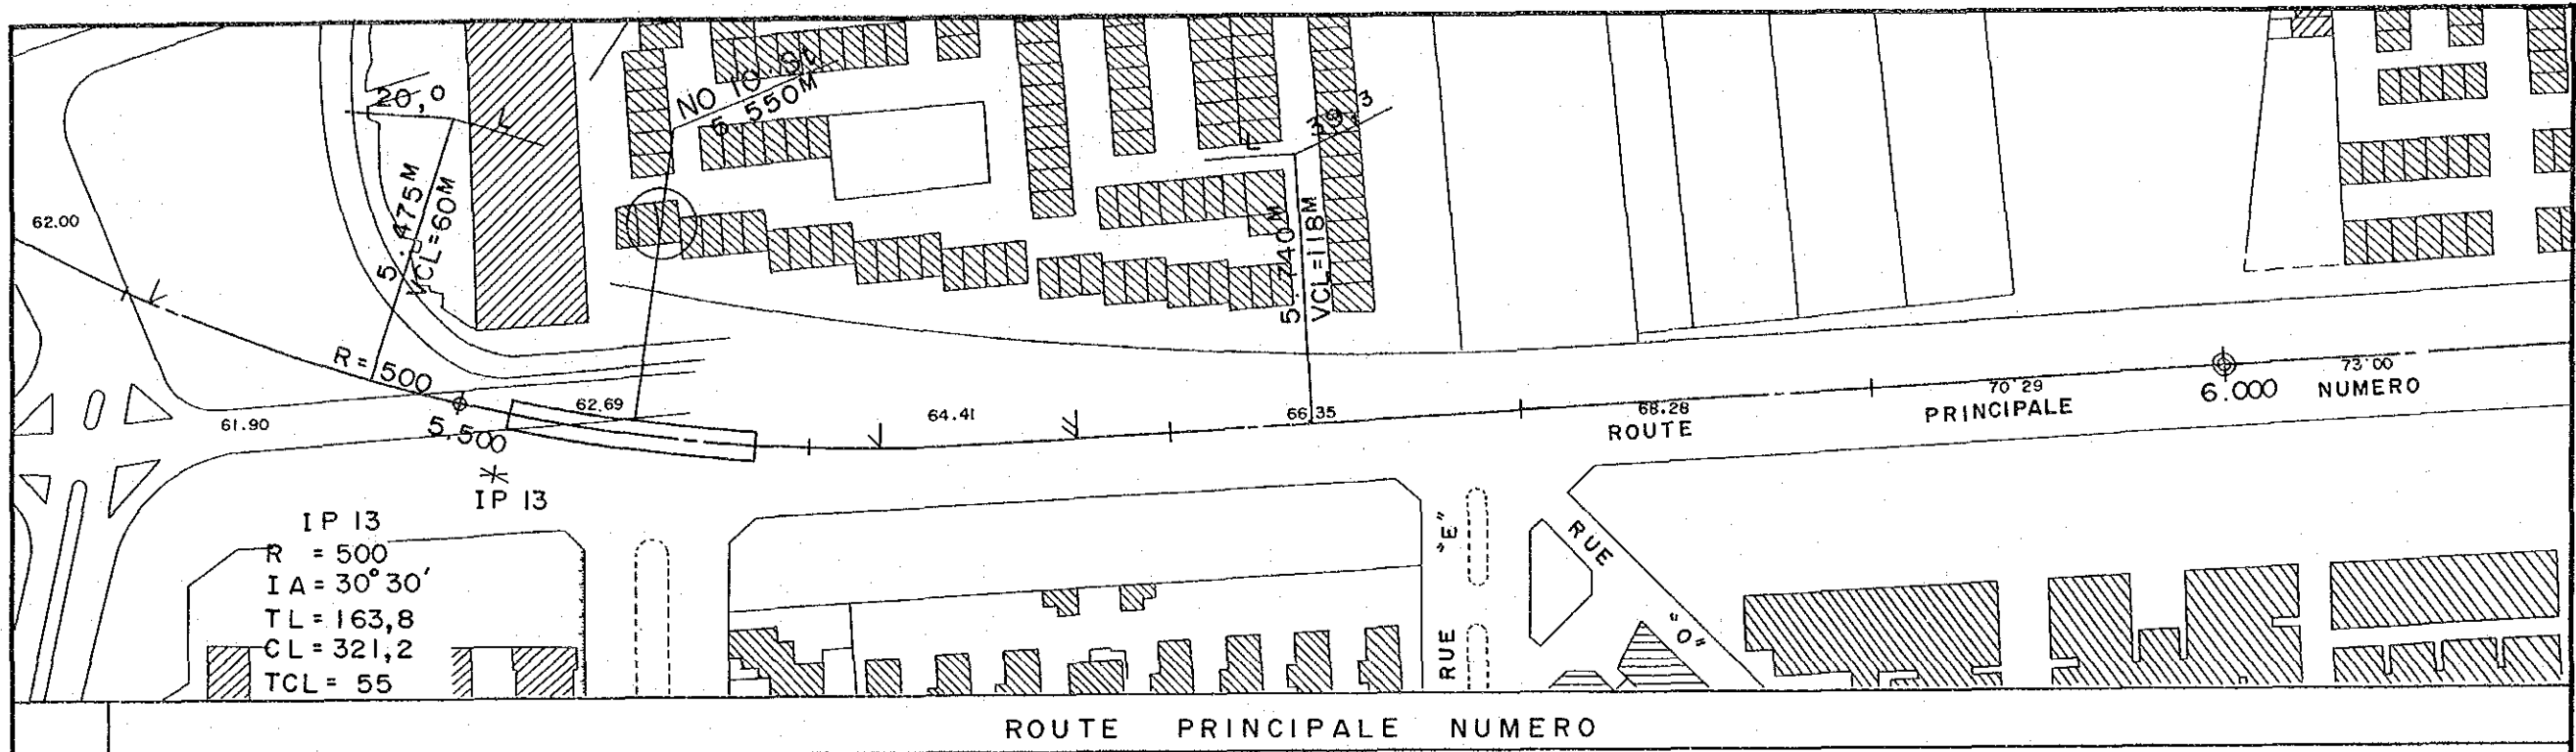 20,0
L
NO 10 St
5.550M
39,3
L
5.475M
VCL=60M
5.740M
VCL=118M
62.00
R=500
5.500
62.69
61.90
64.41
66.35
68.28
70.29
6.000
73.00
ROUTE PRINCIPALE NUMERO
IP 13
IP 13
R = 500
IA = 30°30′
TL = 163,8
CL = 321,2
TCL = 55
RUE "E"
RUE "O"
ROUTE PRINCIPALE NUMERO